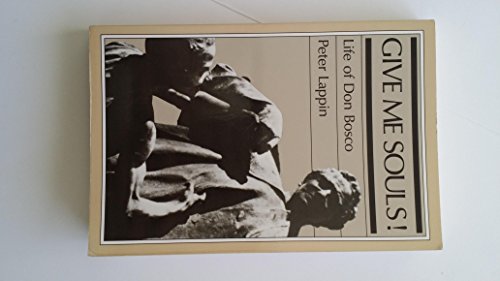 GIVE ME SOULS!
Life of Don Bosco
Peter Lappin